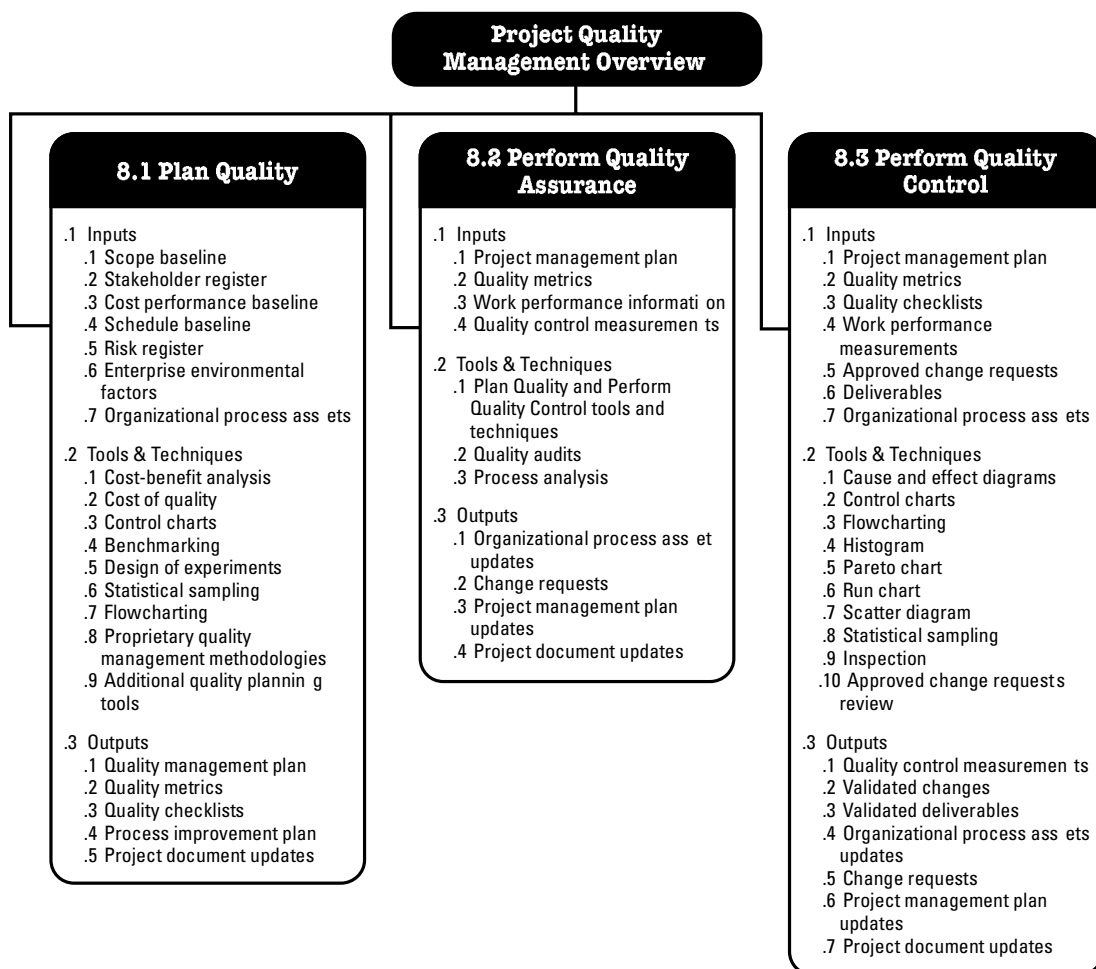 Project Quality
Management Overview
8.1 Plan Quality
.1 Inputs
.1 Scope baseline
.2 Stakeholder register
.3 Cost performance baseline
.4 Schedule baseline
.5 Risk register
.6 Enterprise environmental
factors
.7 Organizational process ass ets
.2 Tools & Techniques
.1 Cost-benefit analysis
.2 Cost of quality
.3 Control charts
.4 Benchmarking
.5 Design of experiments
.6 Statistical sampling
.7 Flowcharting
.8 Proprietary quality
management methodologies
.9 Additional quality plannin g
tools
.3 Outputs
.1 Quality management plan
.2 Quality metrics
.3 Quality checklists
.4 Process improvement plan
.5 Project document updates
8.2 Perform Quality
Assurance
.1 Inputs
.1 Project management plan
.2 Quality metrics
.3 Work performance informati on
.4 Quality control measuremen ts
.2 Tools & Techniques
.1 Plan Quality and Perform
Quality Control tools and
techniques
.2 Quality audits
.3 Process analysis
.3 Outputs
.1 Organizational process ass et
updates
.2 Change requests
.3 Project management plan
updates
.4 Project document updates
8.3 Perform Quality
Control
.1 Inputs
.1 Project management plan
.2 Quality metrics
.3 Quality checklists
.4 Work performance
measurements
.5 Approved change requests
.6 Deliverables
.7 Organizational process ass ets
.2 Tools & Techniques
.1 Cause and effect diagrams
.2 Control charts
.3 Flowcharting
.4 Histogram
.5 Pareto chart
.6 Run chart
.7 Scatter diagram
.8 Statistical sampling
.9 Inspection
.10 Approved change requests
review
.3 Outputs
.1 Quality control measuremen ts
.2 Validated changes
.3 Validated deliverables
.4 Organizational process ass ets
updates
.5 Change requests
.6 Project management plan
updates
.7 Project document updates